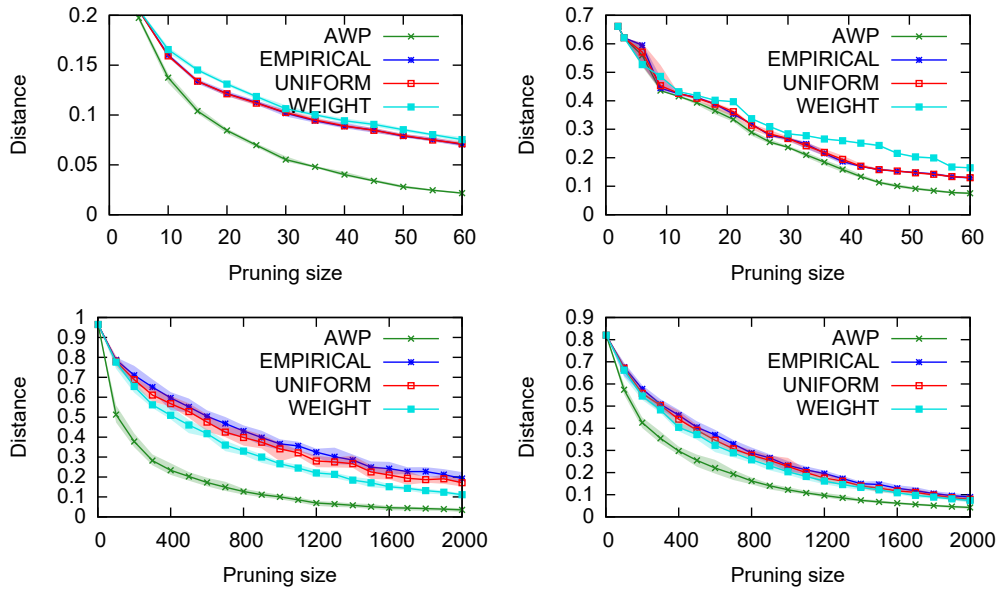 0.2
0.15
0.1
0.05
0
Distance
AWP
EMPIRICAL
UNIFORM
WEIGHT
0 10 20 30 40 50 60
Pruning size
0.7
0.6
0.5
0.4
0.3
0.2
0.1
0
Distance
AWP
EMPIRICAL
UNIFORM
WEIGHT
0 10 20 30 40 50 60
Pruning size
1
0.9
0.8
0.7
0.6
0.5
0.4
0.3
0.2
0.1
0
Distance
AWP
EMPIRICAL
UNIFORM
WEIGHT
0 400 800 1200 1600 2000
Pruning size
0.9
0.8
0.7
0.6
0.5
0.4
0.3
0.2
0.1
0
Distance
AWP
EMPIRICAL
UNIFORM
WEIGHT
0 400 800 1200 1600 2000
Pruning size